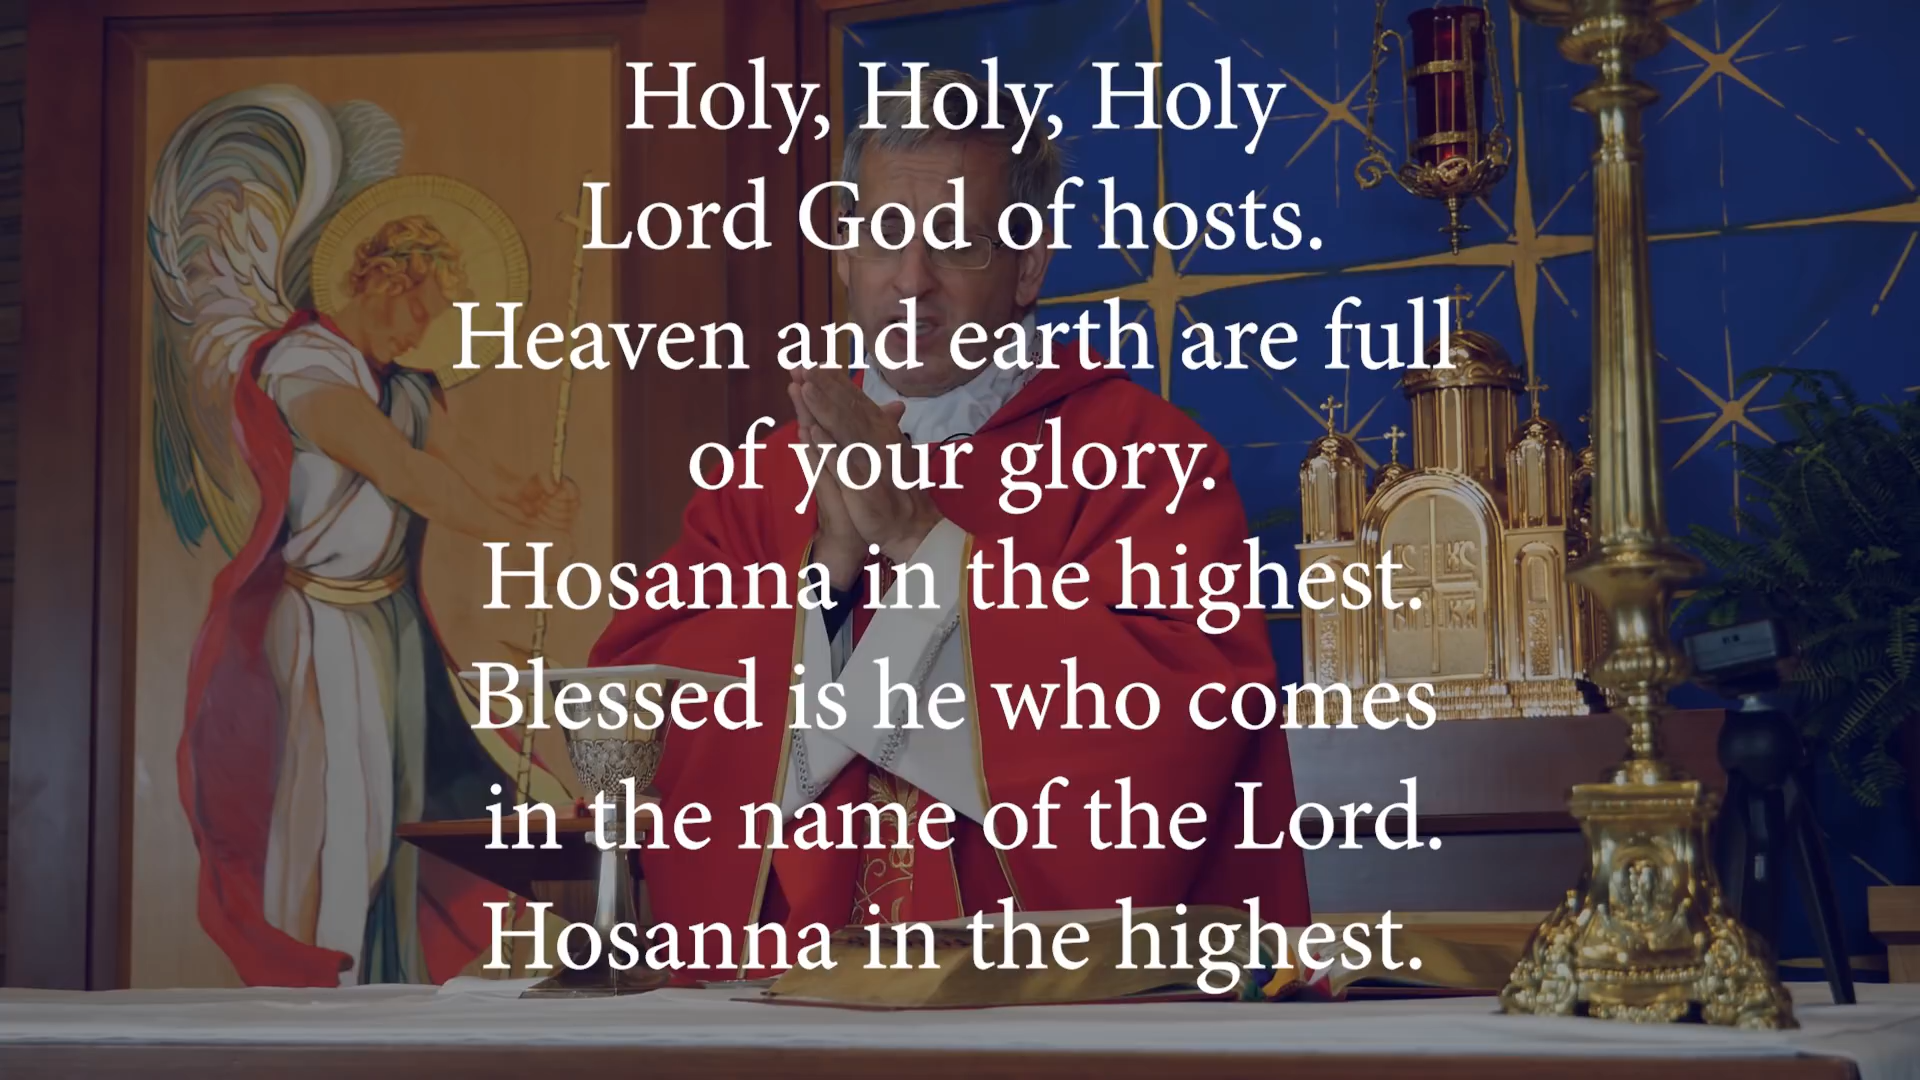 Holy, Holy, Holy
Lord God of hosts.
Heaven and earth are full
of your glory.
Hosanna in the highest.
Blessed is he who comes
in the name of the Lord.
Hosanna in the highest.